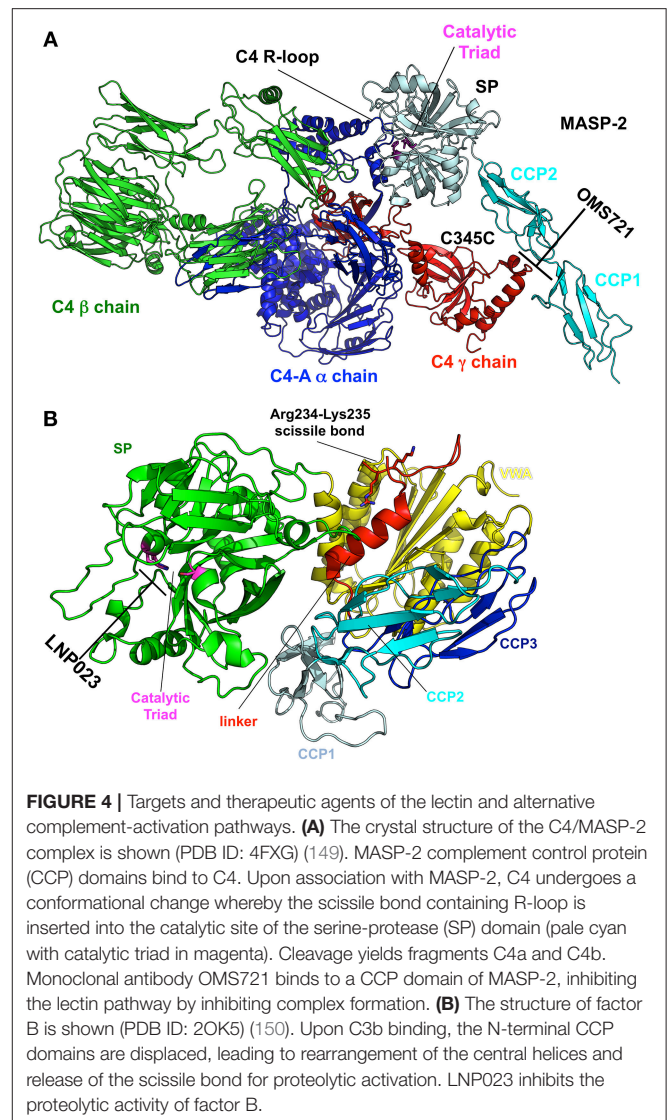 A
Catalytic
Triad
C4 R-loop
SP
MASP-2
CCP2
OMS721
C345C
CCP1
C4 β chain
C4 γ chain
C4-A α chain
B
Arg234-Lys235
scissile bond
SP
VWA
LNP023
CCP3
Catalytic
Triad
CCP2
linker
CCP1
FIGURE 4 | Targets and therapeutic agents of the lectin and alternative
complement-activation pathways. (A) The crystal structure of the C4/MASP-2
complex is shown (PDB ID: 4FXG) (149). MASP-2 complement control protein
(CCP) domains bind to C4. Upon association with MASP-2, C4 undergoes a
conformational change whereby the scissile bond containing R-loop is
inserted into the catalytic site of the serine-protease (SP) domain (pale cyan
with catalytic triad in magenta). Cleavage yields fragments C4a and C4b.
Monoclonal antibody OMS721 binds to a CCP domain of MASP-2, inhibiting
the lectin pathway by inhibiting complex formation. (B) The structure of factor
B is shown (PDB ID: 2OK5) (150). Upon C3b binding, the N-terminal CCP
domains are displaced, leading to rearrangement of the central helices and
release of the scissile bond for proteolytic activation. LNP023 inhibits the
proteolytic activity of factor B.